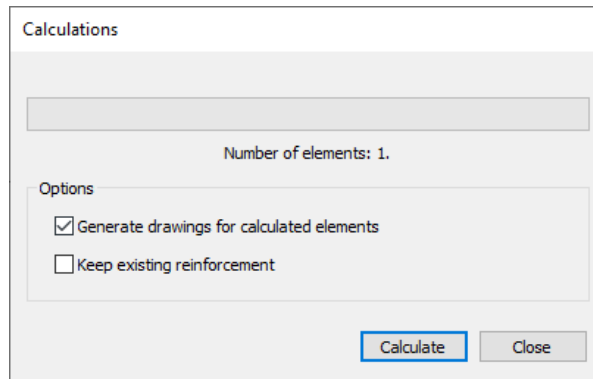 Calculations
Number of elements: 1.
Options
Generate drawings for calculated elements
Keep existing reinforcement
Calculate Close